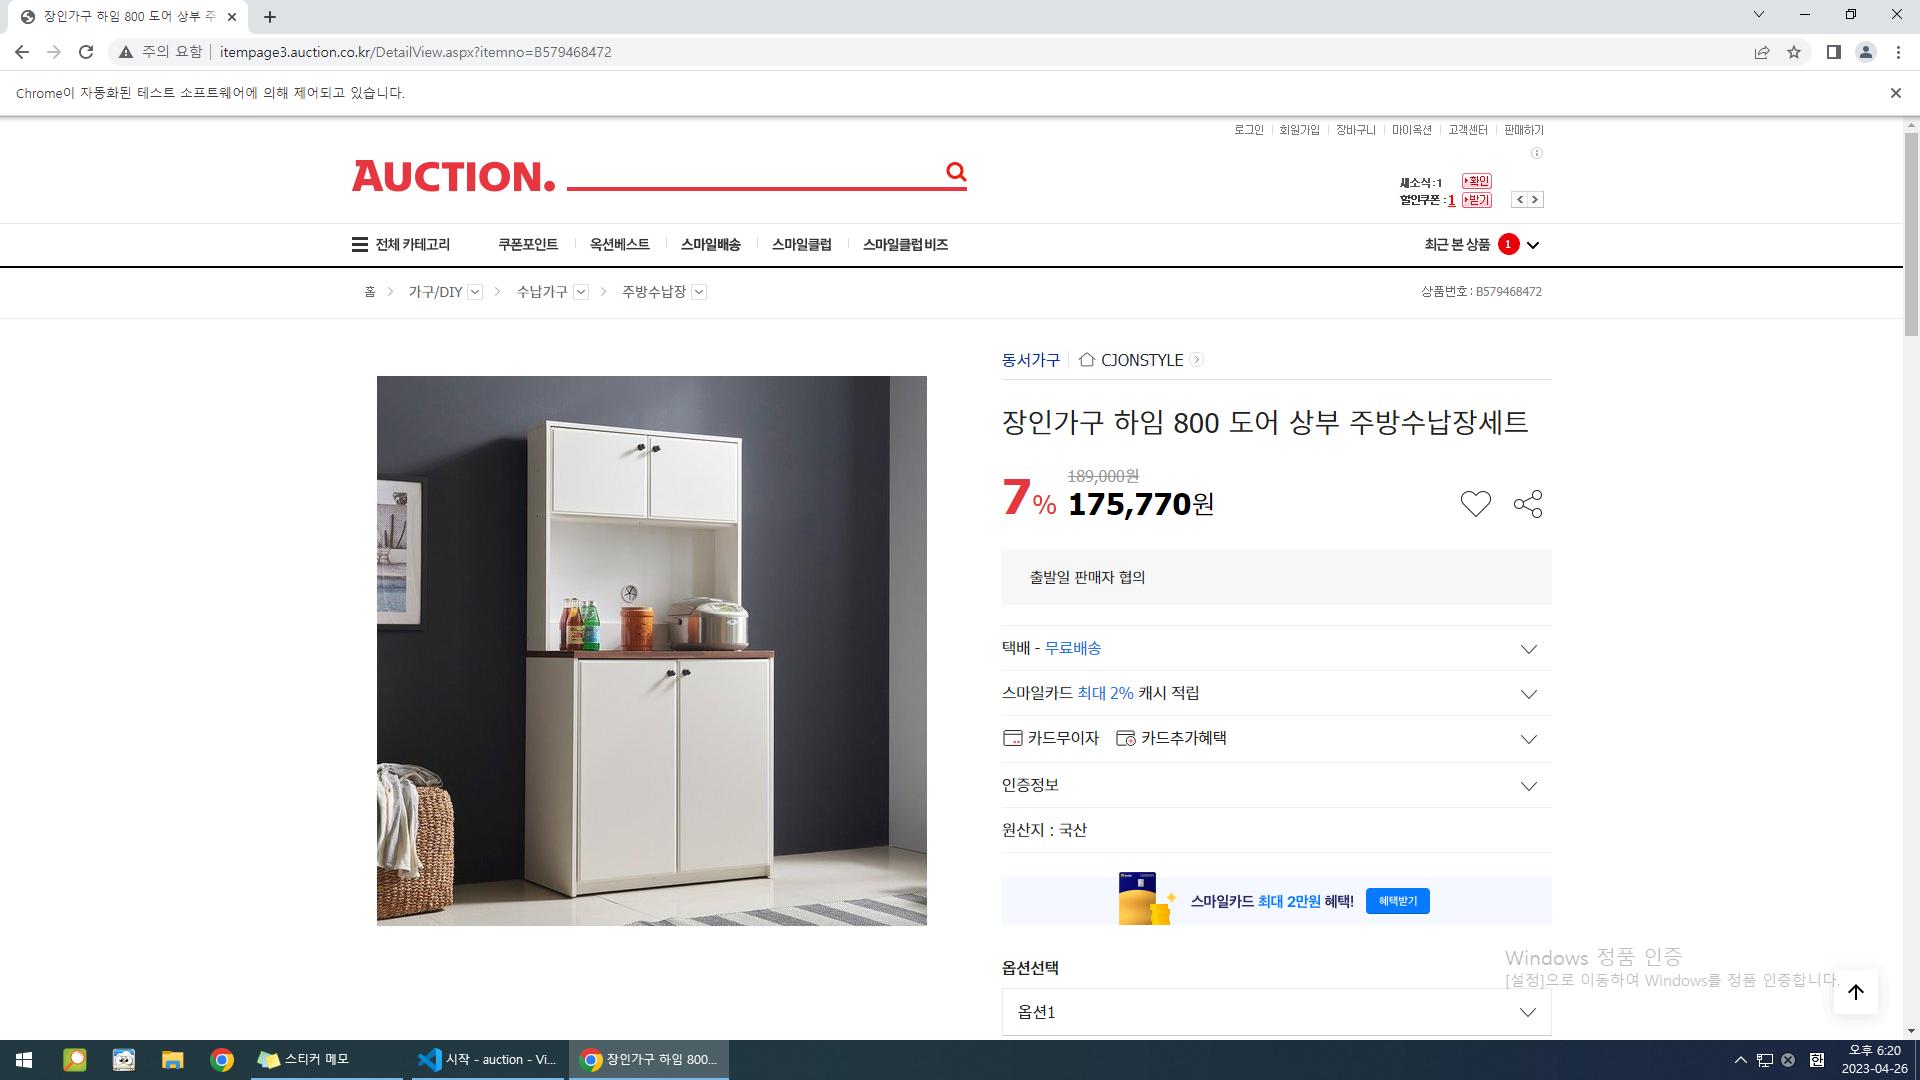 장인가구 하임 800 도어 상부 주
주의 요함 itempage3.auction.co.kr/DetailView.aspx?itemno=B579468472
Chrome이 자동화된 테스트 소프트웨어에 의해 제어되고 있습니다.
로그인 회원가입 장바구니 마이옥션 고객센터 판매하기
AUCTION.
새소식 : 1 확인
할인쿠폰 : 1 받기
전체 카테고리 쿠폰포인트 옥션베스트 스마일배송 스마일클럽 스마일클럽 비즈 최근 본 상품 1
홈 가구/DIY 수납가구 주방수납장 상품번호 : B579468472
동서가구 CJONSTYLE
장인가구 하임 800 도어 상부 주방수납장세트
189,000원
7% 175,770원
출발일 판매자 협의
택배 - 무료배송
스마일카드 최대 2% 캐시 적립
카드무이자 카드추가혜택
인증정보
원산지 : 국산
스마일카드 최대 2만원 혜택! 혜택받기
옵션선택
옵션1
Windows 정품 인증
[설정]으로 이동하여 Windows를 정품 인증합니다.
스티커 메모 시작 - auction - Vi... 장인가구 하임 800... 한 오후 6:20
2023-04-26